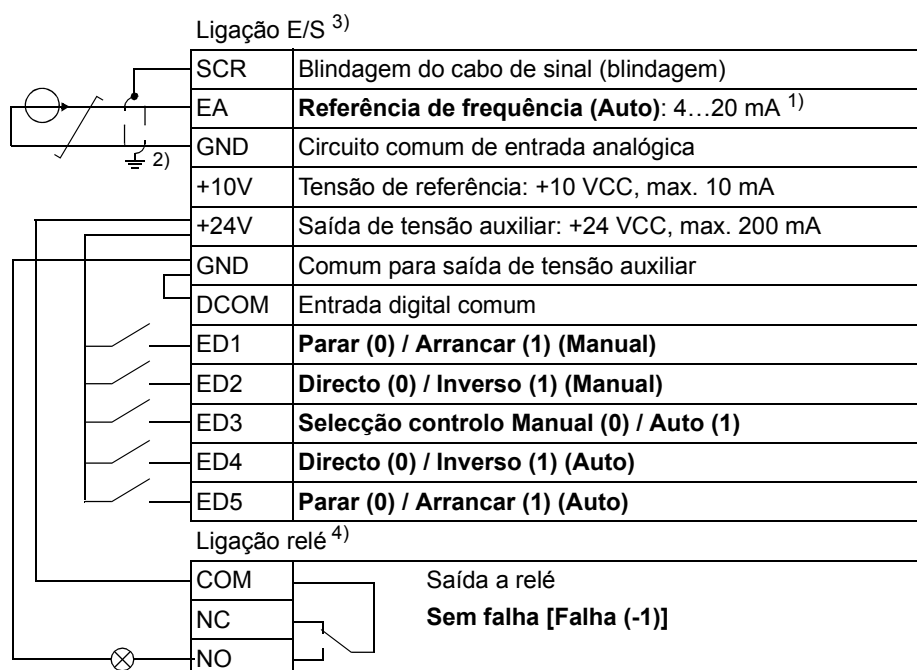 Ligação E/S 3)
SCR Blindagem do cabo de sinal (blindagem)
EA Referência de frequência (Auto): 4…20 mA 1)
GND Circuito comum de entrada analógica
2)
+10V Tensão de referência: +10 VCC, max. 10 mA
+24V Saída de tensão auxiliar: +24 VCC, max. 200 mA
GND Comum para saída de tensão auxiliar
DCOM Entrada digital comum
ED1 Parar (0) / Arrancar (1) (Manual)
ED2 Directo (0) / Inverso (1) (Manual)
ED3 Selecção controlo Manual (0) / Auto (1)
ED4 Directo (0) / Inverso (1) (Auto)
ED5 Parar (0) / Arrancar (1) (Auto)
Ligação relé 4)
COM Saída a relé
NC Sem falha [Falha (-1)]
NO